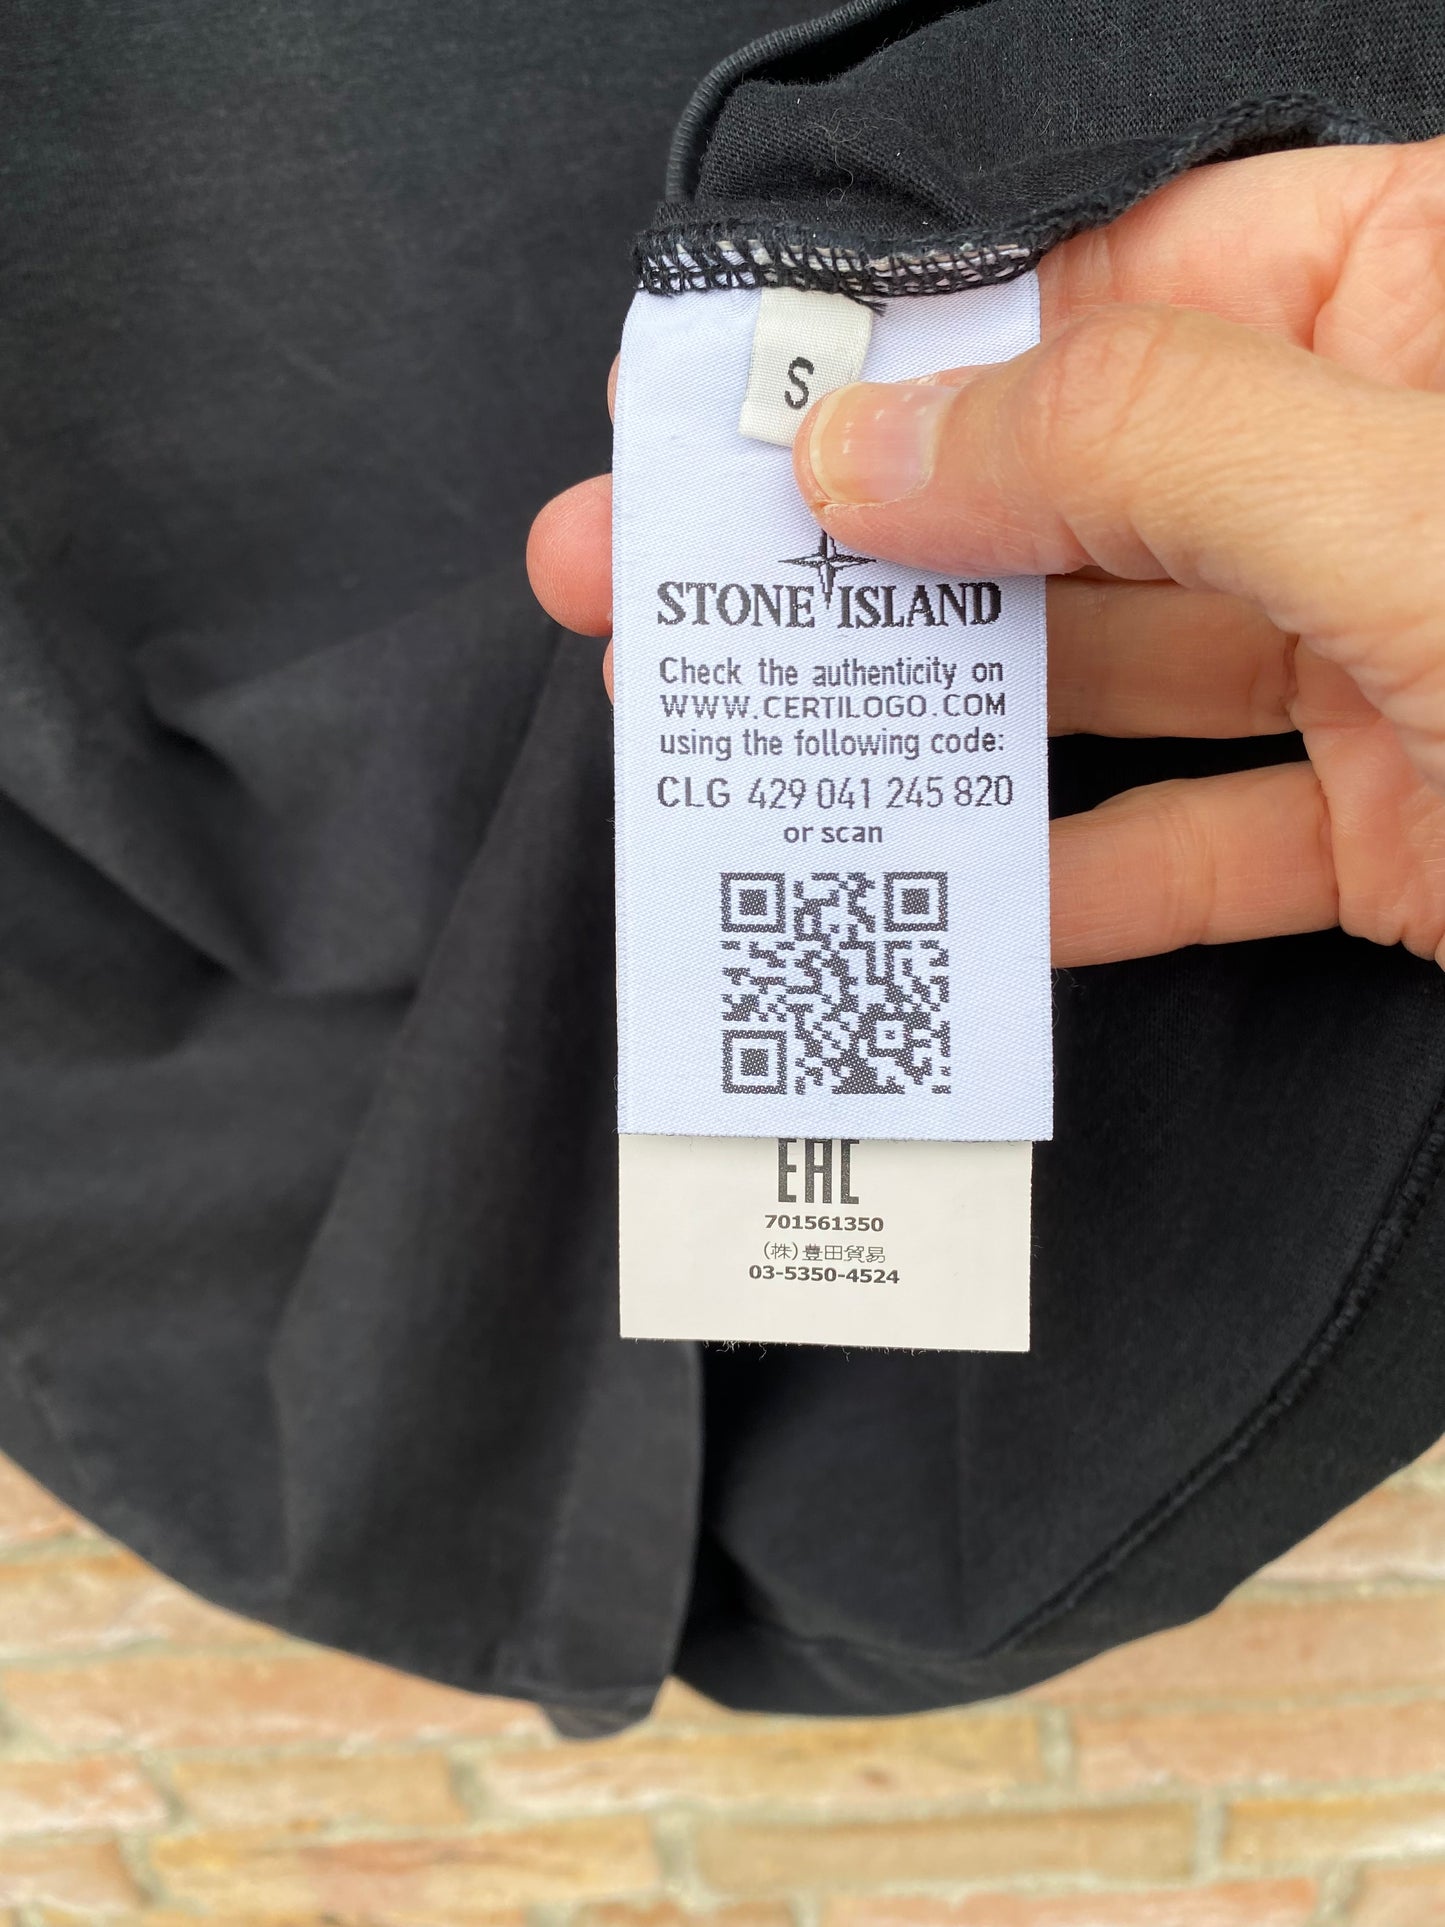 S
STONE ISLAND
Check the authenticity on
WWW.CERTILOGO.COM
using the following code:
CLG 429 041 245 820
or scan
EAC
701561350
(株)豊田貿易
03-5350-4524